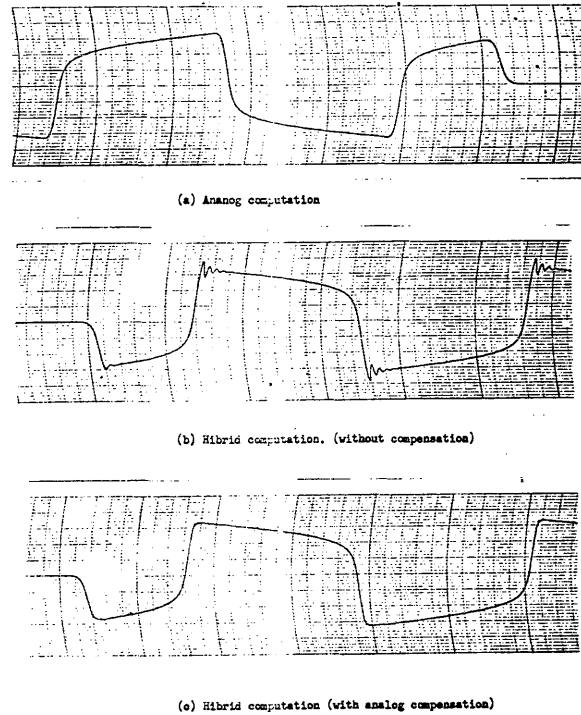 (a) Ananog computation
(b) Hibrid computation. (without compensation)
(c) Hibrid computation (with analog compensation)